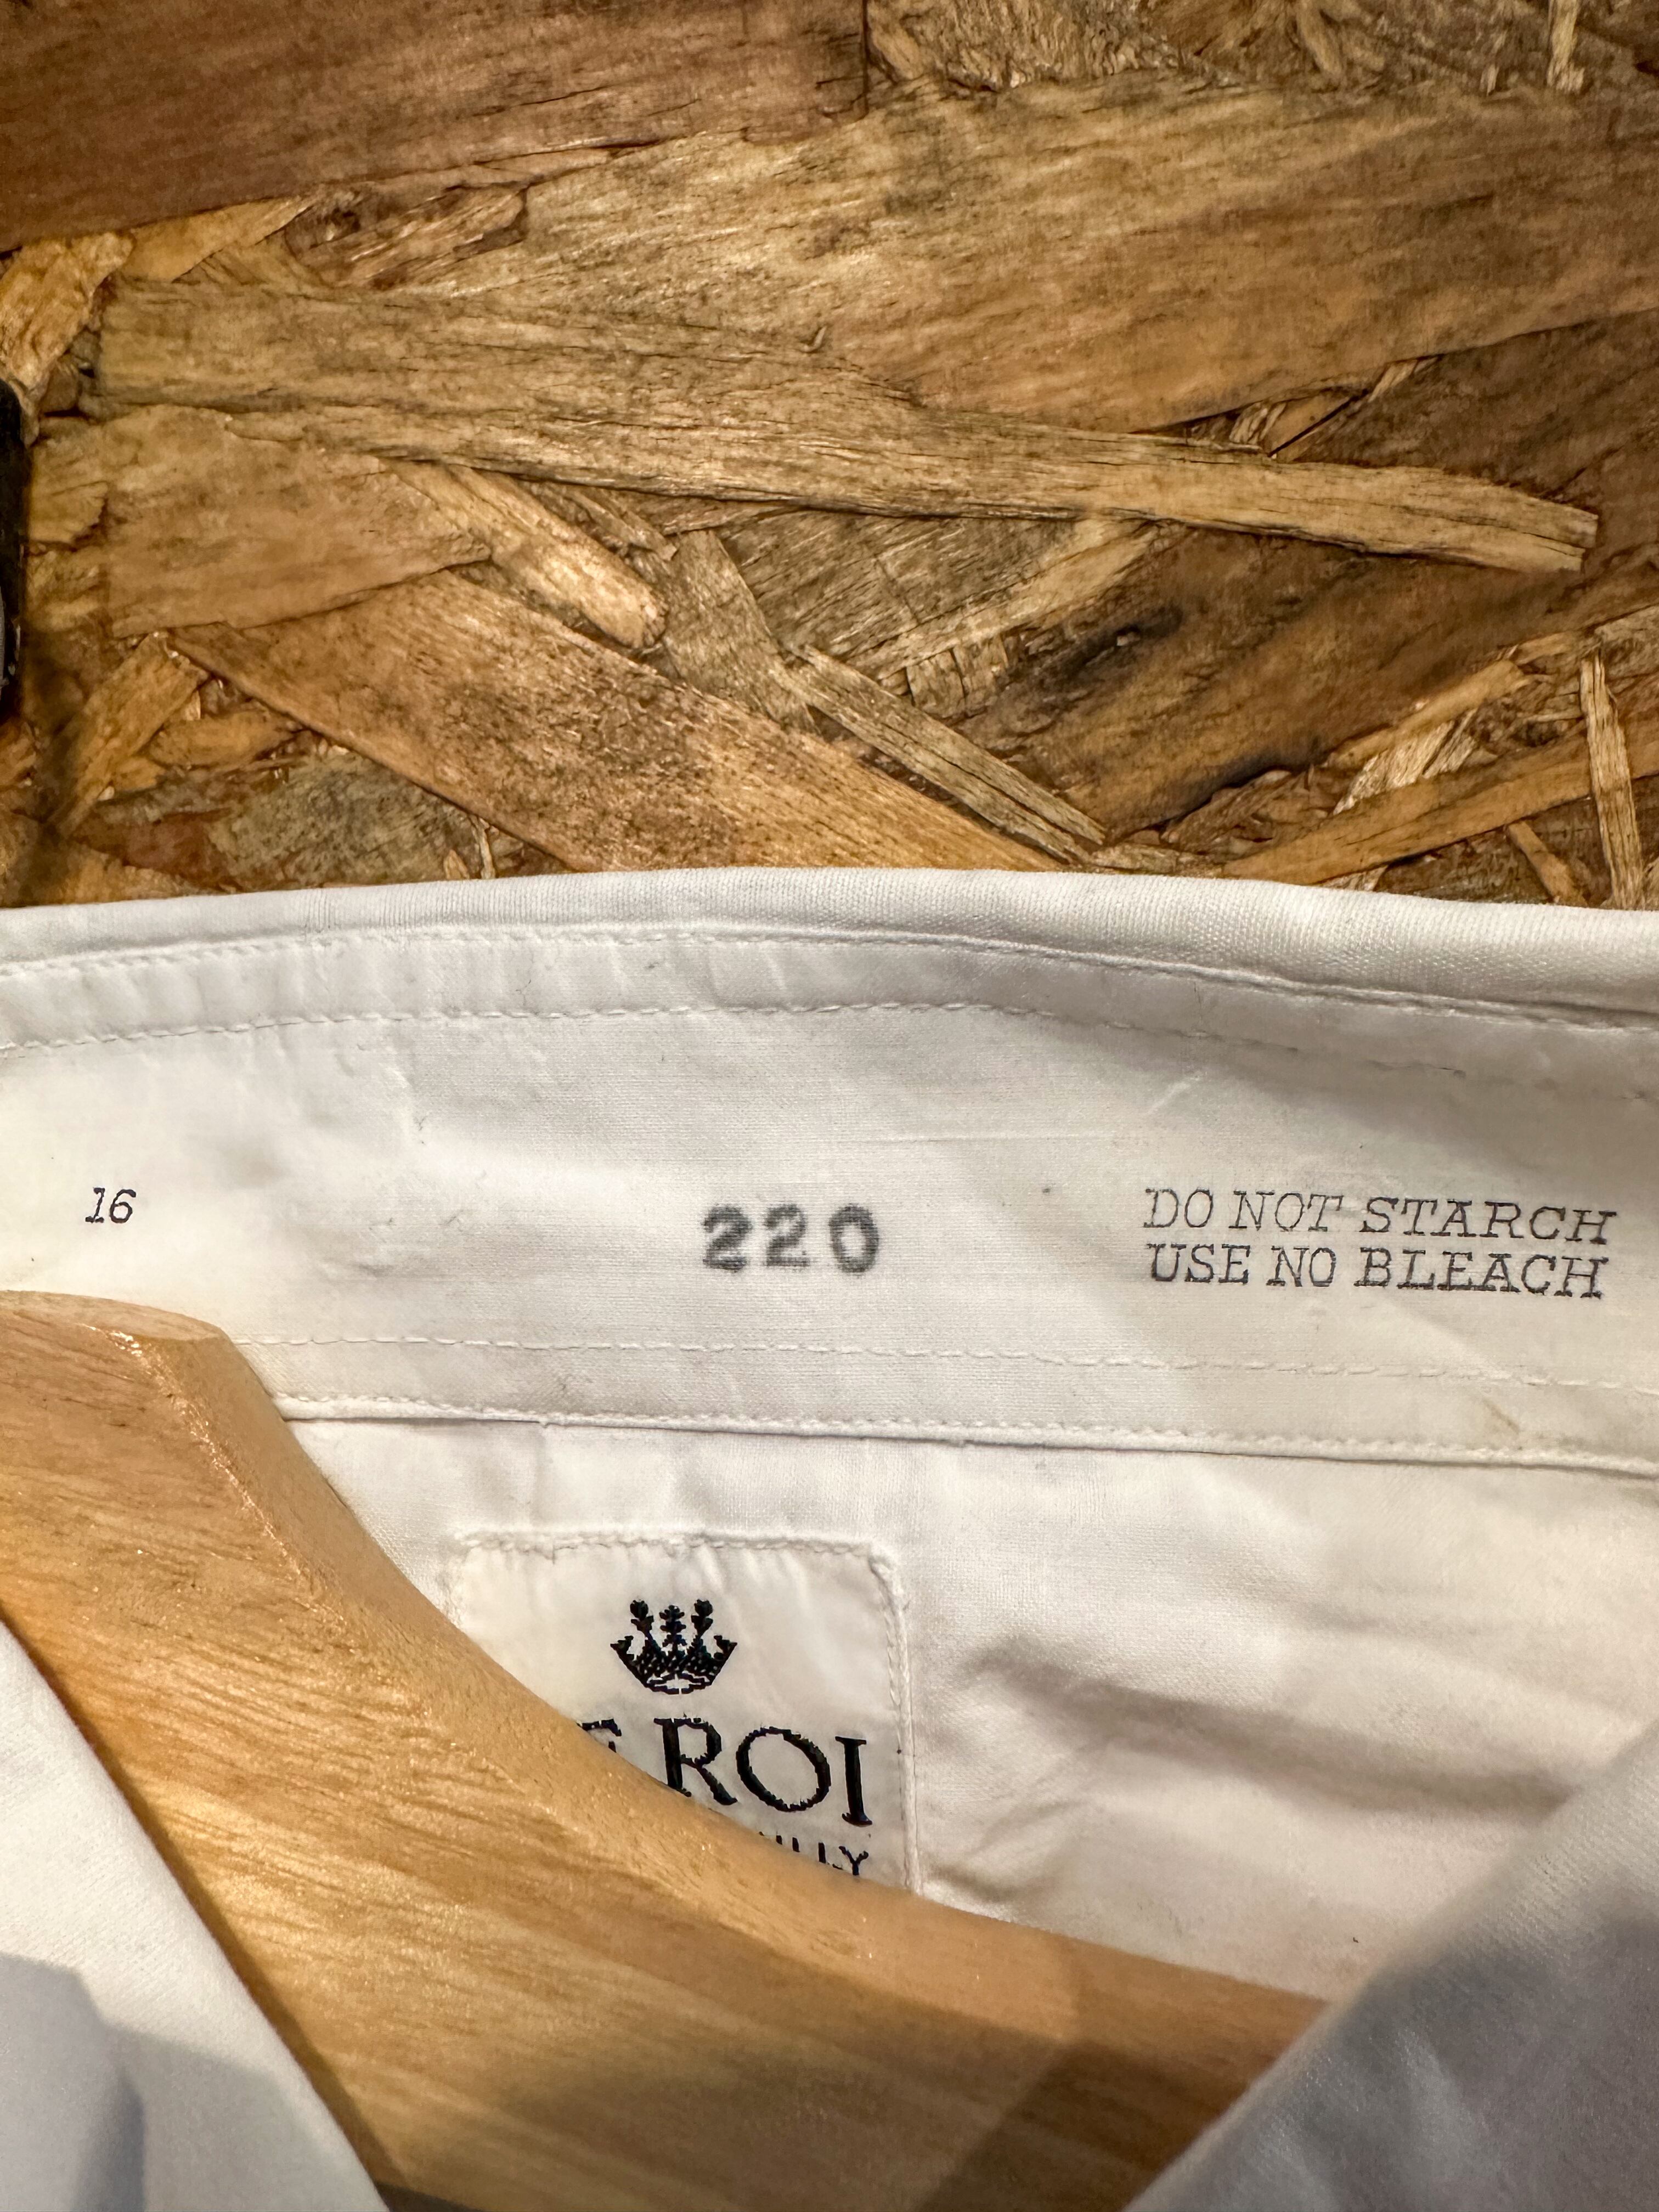 16
220
DO NOT STARCH
USE NO BLEACH
ROI